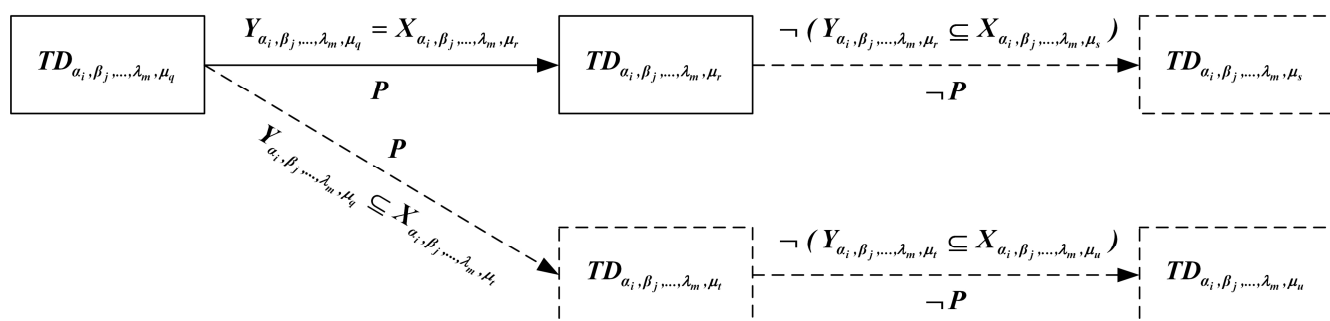 Y_{α_i,β_j,...,λ_m,μ_q} = X_{α_i,β_j,...,λ_m,μ_r}
¬ ( Y_{α_i,β_j,...,λ_m,μ_r} ⊆ X_{α_i,β_j,...,λ_m,μ_s} )
TD_{α_i,β_j,...,λ_m,μ_q}
TD_{α_i,β_j,...,λ_m,μ_r}
TD_{α_i,β_j,...,λ_m,μ_s}
P
¬ P
P
Y_{α_i,β_j,...,λ_m,μ_q} ⊆ X_{α_i,β_j,...,λ_m,μ_t}
¬ ( Y_{α_i,β_j,...,λ_m,μ_t} ⊆ X_{α_i,β_j,...,λ_m,μ_u} )
TD_{α_i,β_j,...,λ_m,μ_t}
TD_{α_i,β_j,...,λ_m,μ_u}
¬ P